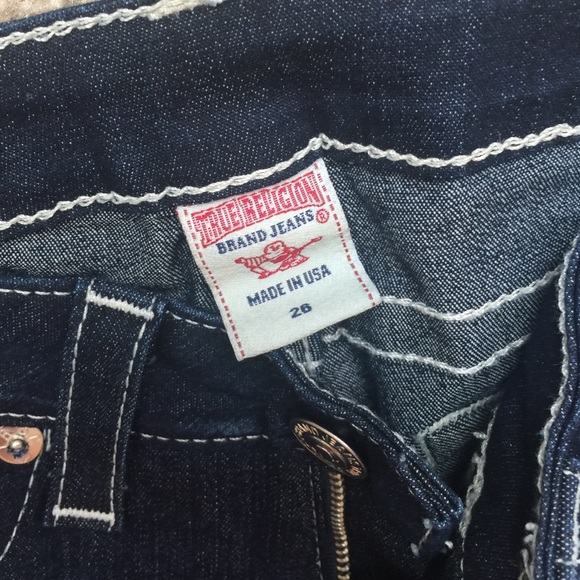 TRUE RELIGION
BRAND JEANS®
MADE IN USA
26